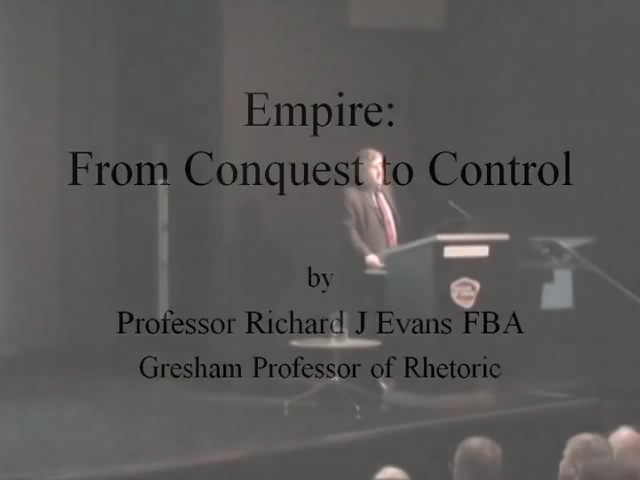 Empire:
From Conquest to Control
by
Professor Richard J Evans FBA
Gresham Professor of Rhetoric